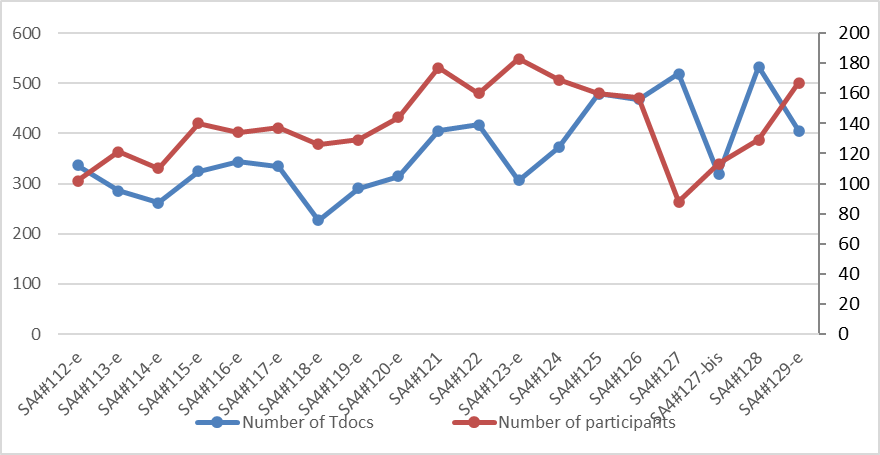 600
500
400
300
200
100
0
200
180
160
140
120
100
80
60
40
20
0
SA4#112-e
SA4#113-e
SA4#114-e
SA4#115-e
SA4#116-e
SA4#117-e
SA4#118-e
SA4#119-e
SA4#120-e
SA4#121
SA4#122
SA4#123-e
SA4#124
SA4#125
SA4#126
SA4#127
SA4#127-bis
SA4#128
SA4#129-e
Number of Tdocs
Number of participants